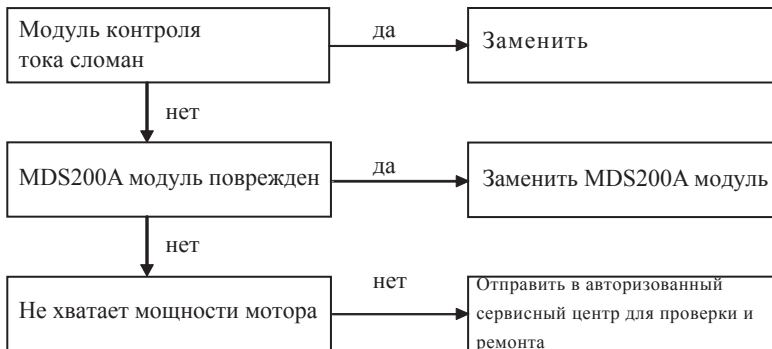 Модуль контроля
тока сломан
да
Заменить
нет
MDS200A модуль поврежден
да
Заменить MDS200A модуль
нет
Не хватает мощности мотора
нет
Отправить в авторизованный
сервисный центр для проверки и
ремонта